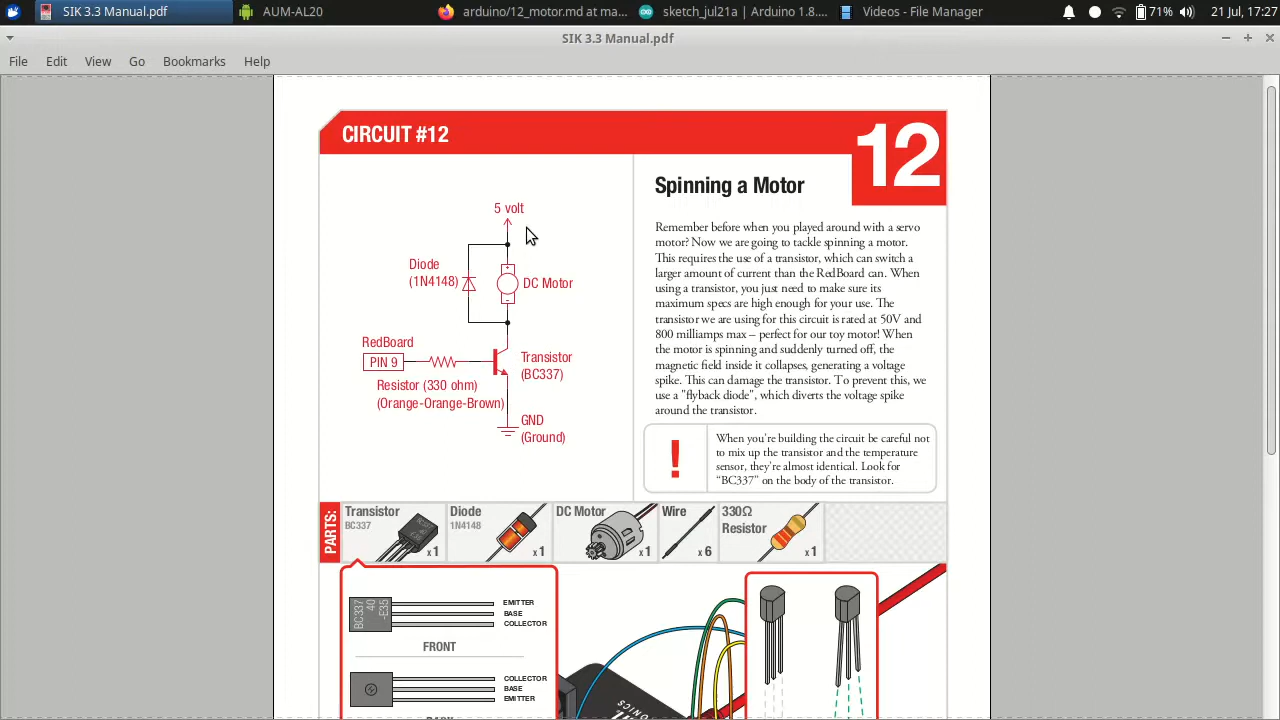 SIK 3.3 Manual.pdf
AUM-AL20
arduino/12_motor.md at ma...
sketch_jul21a | Arduino 1.8....
Videos - File Manager
71%
21 Jul, 17:27
SIK 3.3 Manual.pdf
File Edit View Go Bookmarks Help
CIRCUIT #12
12
5 volt
Diode
(1N4148)
DC Motor
RedBoard
PIN 9
Resistor (330 ohm)
(Orange-Orange-Brown)
Transistor
(BC337)
GND
(Ground)
Spinning a Motor
Remember before when you played around with a servo
motor? Now we are going to tackle spinning a motor.
This requires the use of a transistor, which can switch a
larger amount of current than the RedBoard can. When
using a transistor, you just need to make sure its
maximum specs are high enough for your use. The
transistor we are using for this circuit is rated at 50V and
800 milliamps max – perfect for our toy motor! When
the motor is spinning and suddenly turned off, the
magnetic field inside it collapses, generating a voltage
spike. This can damage the transistor. To prevent this, we
use a "flyback diode", which diverts the voltage spike
around the transistor.
!
When you're building the circuit be careful not
to mix up the transistor and the temperature
sensor, they're almost identical. Look for
“BC337” on the body of the transistor.
PARTS:
Transistor
BC337
x 1
Diode
1N4148
x 1
DC Motor
x 1
Wire
x 6
330Ω
Resistor
x 1
BC337
40
-E35
EMITTER
BASE
COLLECTOR
FRONT
COLLECTOR
BASE
EMITTER